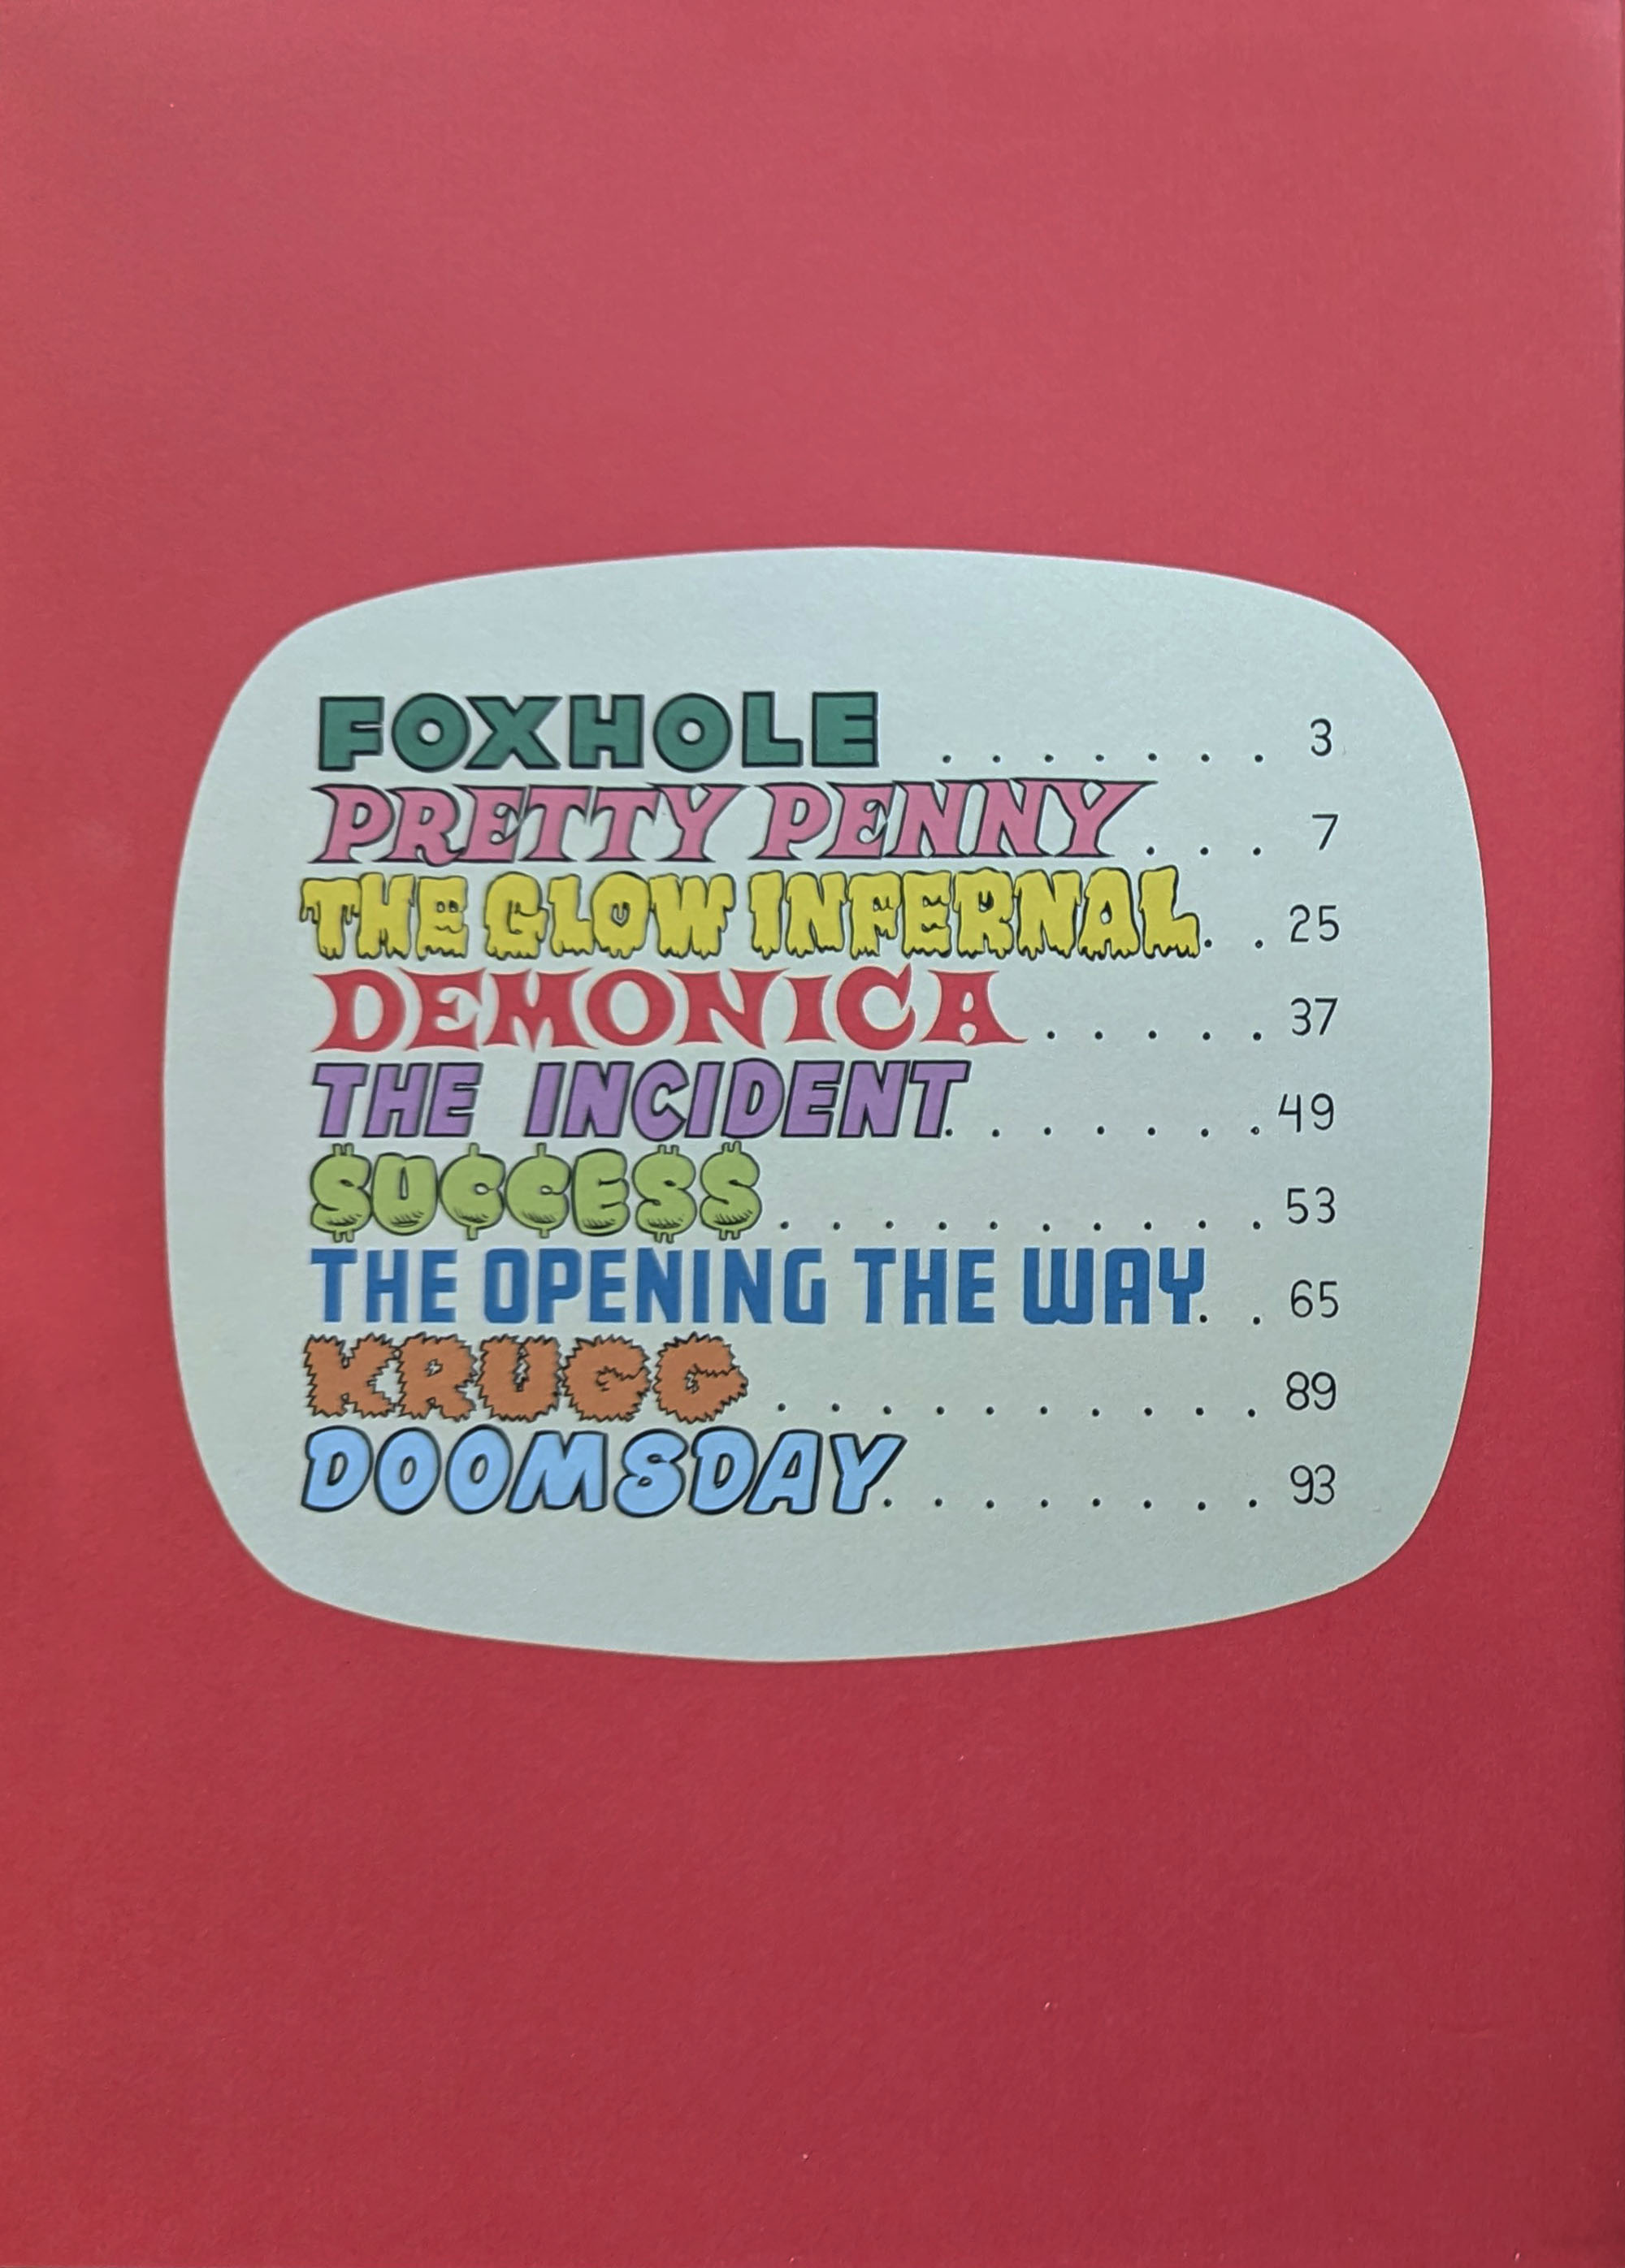 FOXHOLE . . . . . . . 3
PRETTY PENNY . . . 7
THE GLOW INFERNAL . . 25
DEMONICA . . . . . 37
THE INCIDENT . . . . . . . 49
$UCCE$$ . . . . . . . . . . 53
THE OPENING THE WAY . . 65
KRUGG . . . . . . . . . . 89
DOOMSDAY . . . . . . . . 93